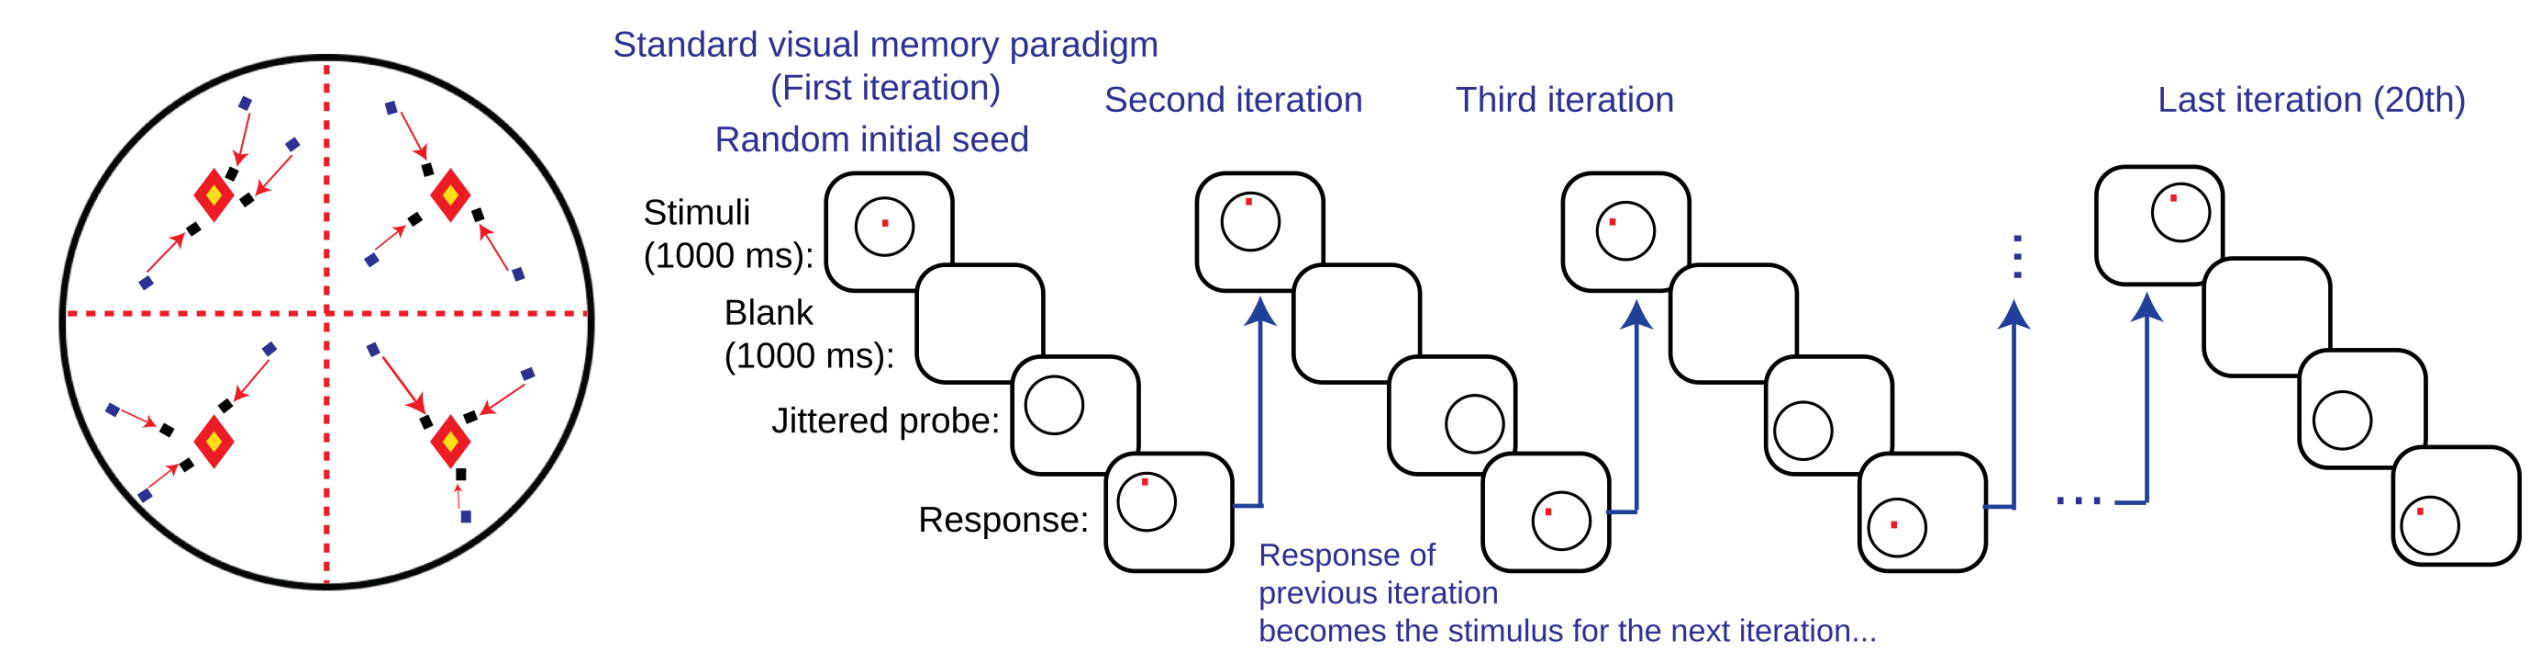 Standard visual memory paradigm
(First iteration)
Random initial seed
Second iteration
Third iteration
Last iteration (20th)
Stimuli
(1000 ms):
Blank
(1000 ms):
Jittered probe:
Response:
Response of
previous iteration
becomes the stimulus for the next iteration...